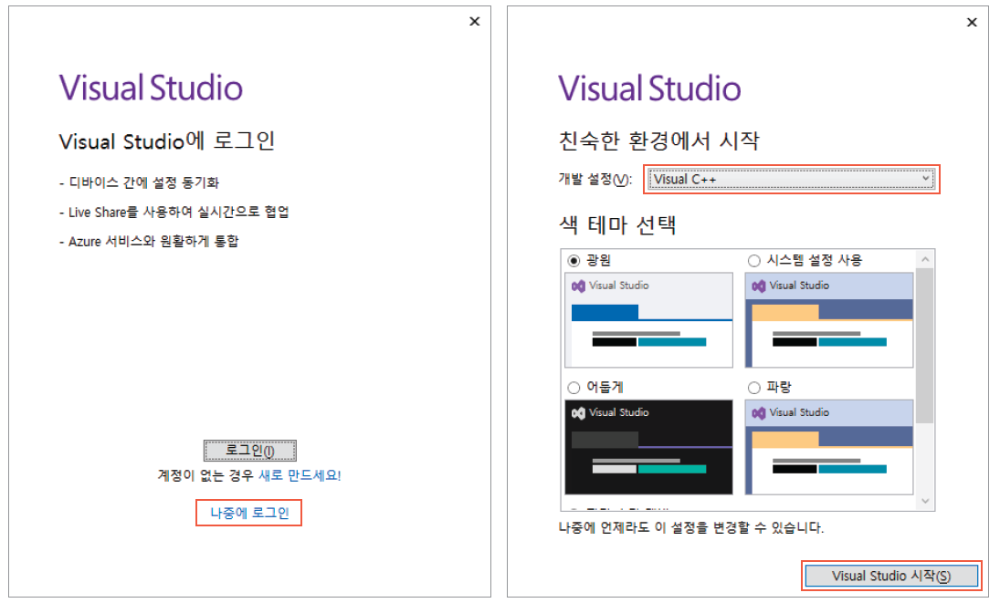 Visual Studio
Visual Studio에 로그인
- 디바이스 간에 설정 동기화
- Live Share를 사용하여 실시간으로 협업
- Azure 서비스와 원활하게 통합
로그인(I)
계정이 없는 경우 새로 만드세요!
나중에 로그인
Visual Studio
친숙한 환경에서 시작
개발 설정(V): Visual C++
색 테마 선택
광원 시스템 설정 사용
Visual Studio Visual Studio
어둡게 파랑
Visual Studio Visual Studio
나중에 언제라도 이 설정을 변경할 수 있습니다.
Visual Studio 시작(S)